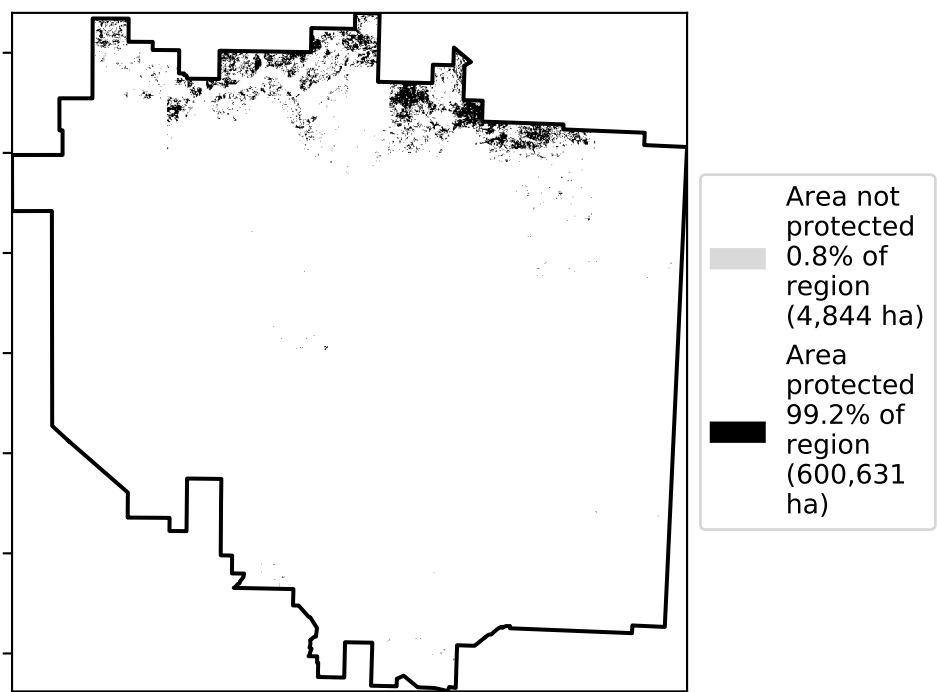 Area not
protected
0.8% of
region
(4,844 ha)
Area
protected
99.2% of
region
(600,631
ha)